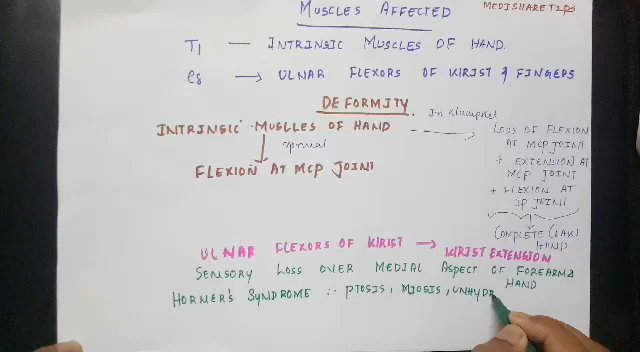 MUSCLES AFFECTED
MEDISHARE TIPS
T1 — INTRINSIC MUSCLES OF HAND.
C8 → ULNAR FLEXORS OF WRIST & FINGERS
DEFORMITY.
In Klumpke's
INTRINSIC MUSCLES OF HAND
normal
FLEXION AT MCP JOINT
LOSS OF FLEXION
AT MCP JOINT
+ EXTENSION AT
MCP JOINT
+ FLEXION AT
IP JOINT
COMPLETE CLAW
HAND
ULNAR FLEXORS OF WRIST → WRIST EXTENSION
SENSORY LOSS OVER MEDIAL ASPECT OF FOREARM &
HAND
HORNER'S SYNDROME :- PTOSIS, MIOSIS, UNHYDR